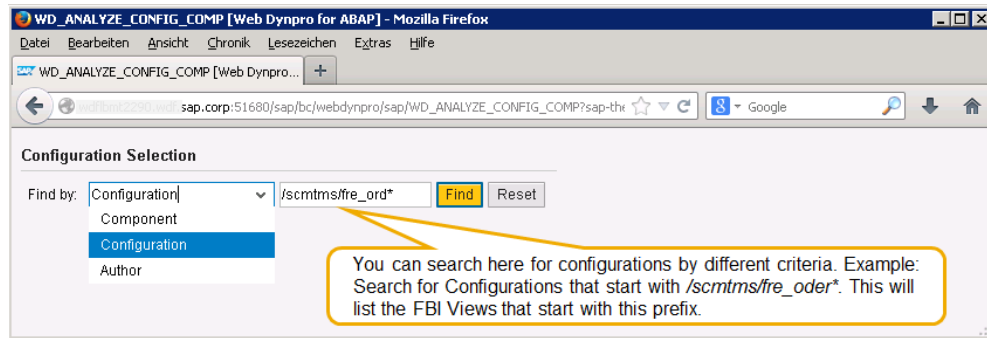 WD_ANALYZE_CONFIG_COMP [Web Dynpro for ABAP] - Mozilla Firefox
Datei Bearbeiten Ansicht Chronik Lesezeichen Extras Hilfe
WD_ANALYZE_CONFIG_COMP [Web Dynpro... +
sap.corp:51680/sap/bc/webdynpro/sap/WD_ANALYZE_CONFIG_COMP?sap-the Google
Configuration Selection
Find by: Configuration /scmtms/fre_ord* Find Reset
Component
Configuration
Author
You can search here for configurations by different criteria. Example:
Search for Configurations that start with /scmtms/fre_oder*. This will
list the FBI Views that start with this prefix.